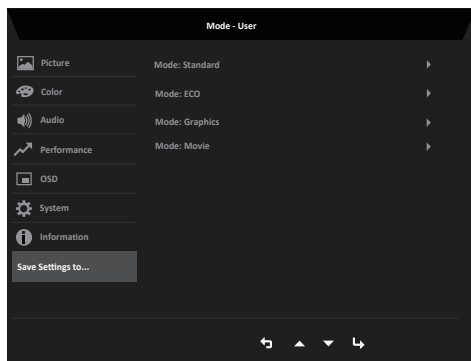 Mode - User
Picture
Color
Audio
Performance
OSD
System
Information
Save Settings to...
Mode: Standard
Mode: ECO
Mode: Graphics
Mode: Movie